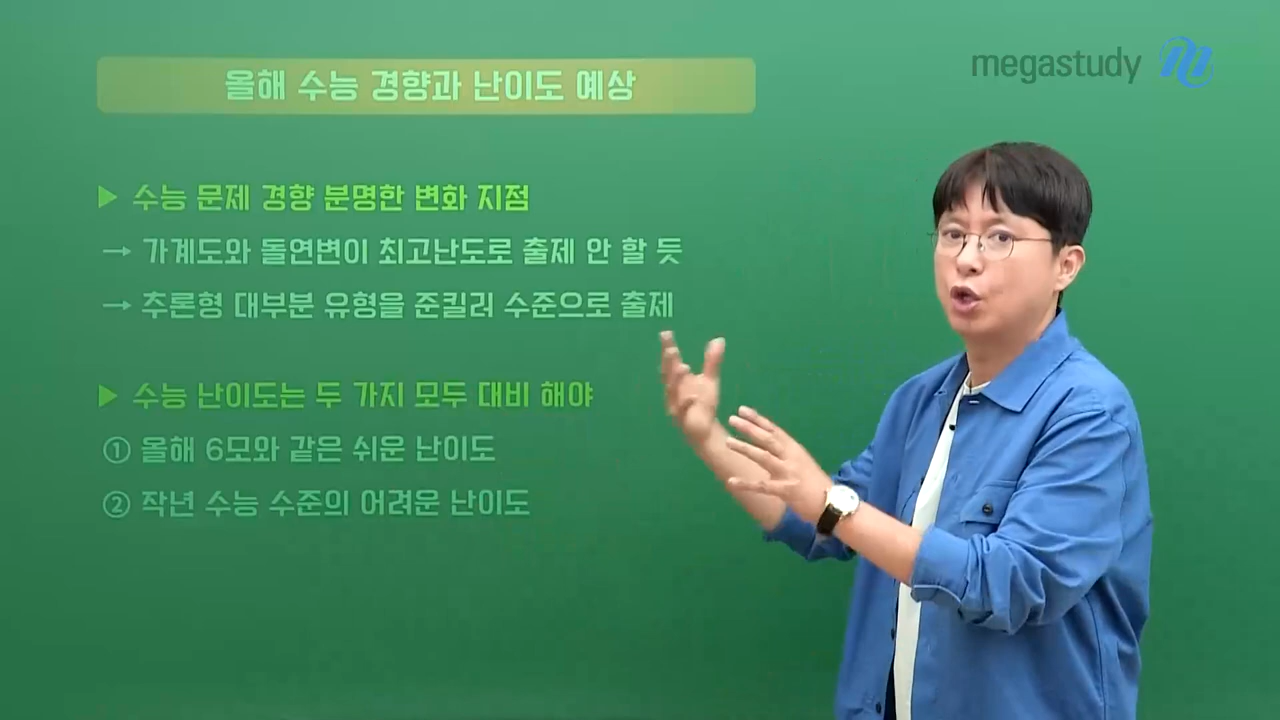 megastudy
올해 수능 경향과 난이도 예상
▶ 수능 문제 경향 분명한 변화 지점
→ 가계도와 돌연변이 최고난도로 출제 안 할 듯
→ 추론형 대부분 유형을 준킬러 수준으로 출제
▶ 수능 난이도는 두 가지 모두 대비 해야
① 올해 6모와 같은 쉬운 난이도
② 작년 수능 수준의 어려운 난이도